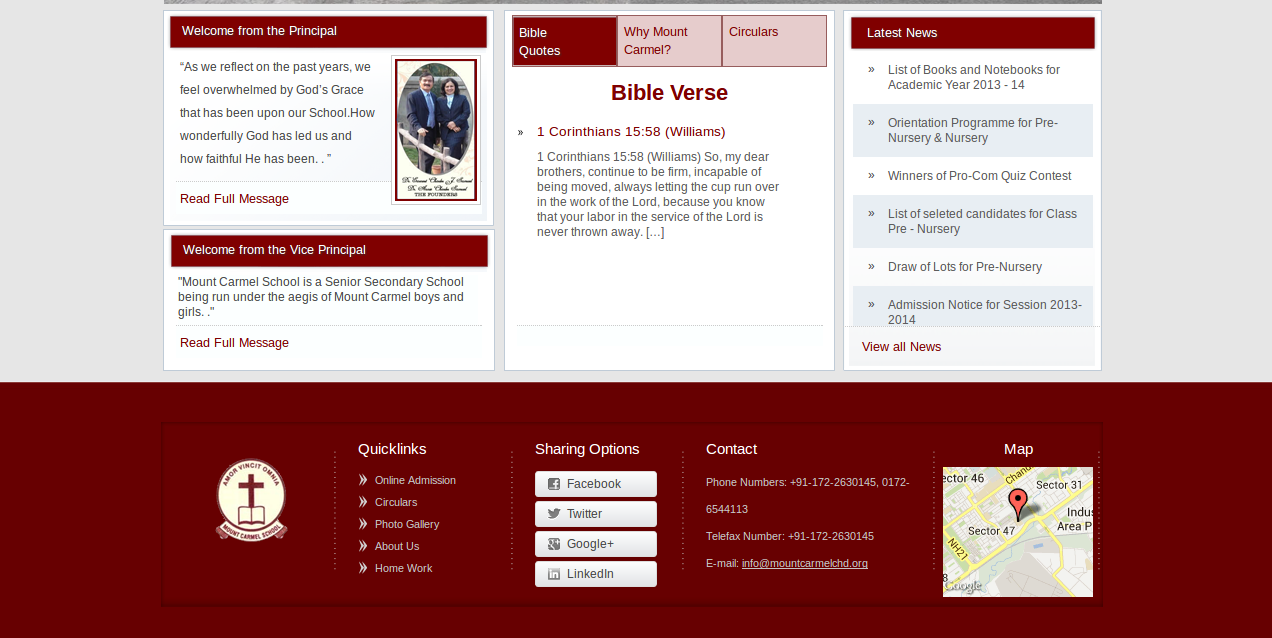 Welcome from the Principal
“As we reflect on the past years, we
feel overwhelmed by God’s Grace
that has been upon our School.How
wonderfully God has led us and
how faithful He has been. . ”
THE FOUNDERS
Read Full Message
Welcome from the Vice Principal
"Mount Carmel School is a Senior Secondary School
being run under the aegis of Mount Carmel boys and
girls. ."
Read Full Message
Bible
Quotes
Why Mount
Carmel?
Circulars
Bible Verse
» 1 Corinthians 15:58 (Williams)
1 Corinthians 15:58 (Williams) So, my dear
brothers, continue to be firm, incapable of
being moved, always letting the cup run over
in the work of the Lord, because you know
that your labor in the service of the Lord is
never thrown away. […]
Latest News
» List of Books and Notebooks for
Academic Year 2013 - 14
» Orientation Programme for Pre-
Nursery & Nursery
» Winners of Pro-Com Quiz Contest
» List of seleted candidates for Class
Pre - Nursery
» Draw of Lots for Pre-Nursery
» Admission Notice for Session 2013-
2014
View all News
AMOR VINCIT OMNIA
MOUNT CARMEL SCHOOL
Quicklinks
Online Admission
Circulars
Photo Gallery
About Us
Home Work
Sharing Options
Facebook
Twitter
Google+
LinkedIn
Contact
Phone Numbers: +91-172-2630145, 0172-
6544113
Telefax Number: +91-172-2630145
E-mail: info@mountcarmelchd.org
Map
ector 46
Chand
Sector 31
Indus
Area P
Sector 47
NH21
8
Google